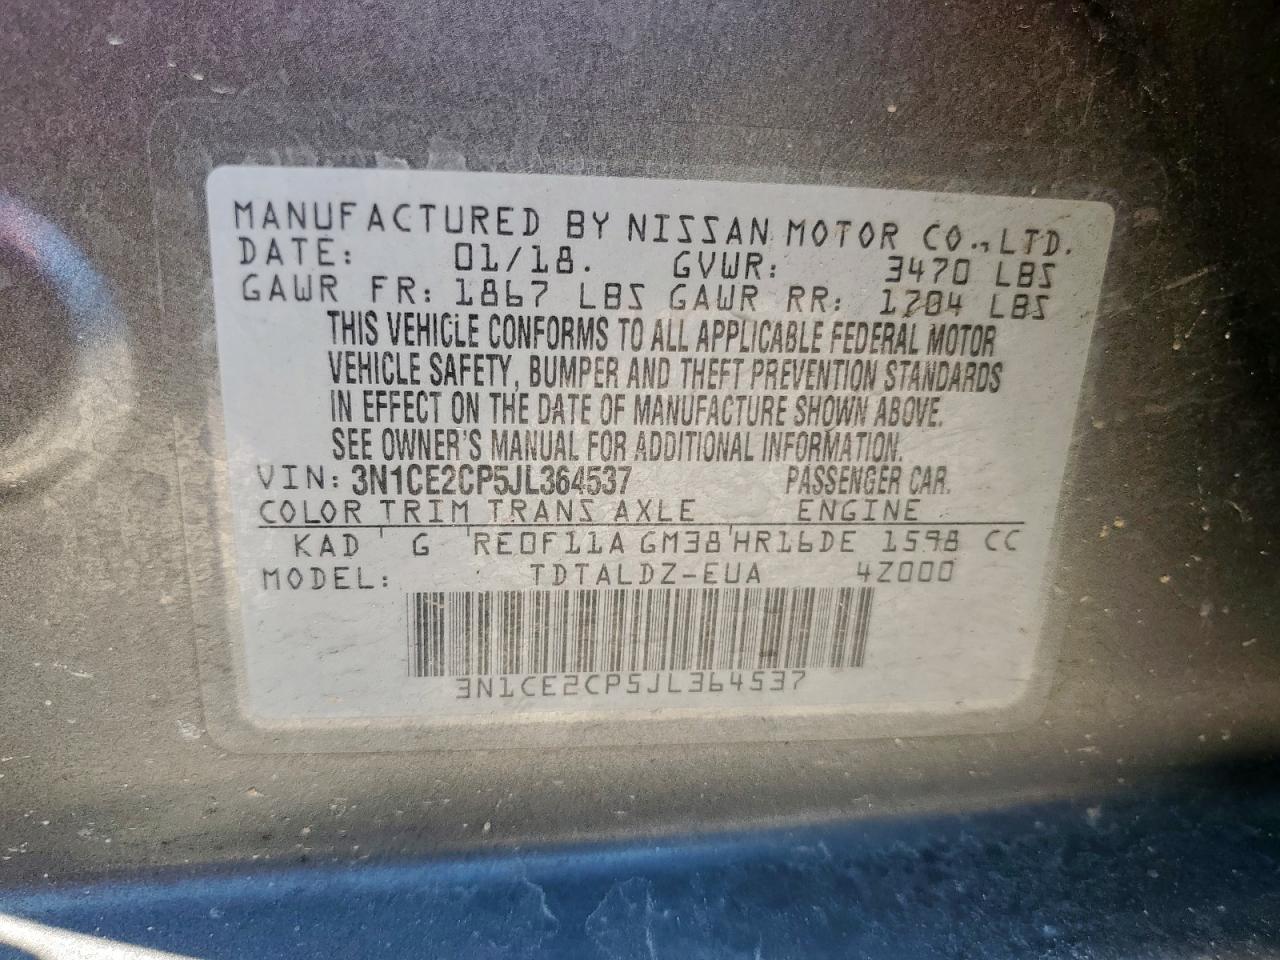 MANUFACTURED BY NISSAN MOTOR CO., LTD.
DATE: 01/18. GVWR: 3470 LBS
GAWR FR: 1867 LBS GAWR RR: 1704 LBS
THIS VEHICLE CONFORMS TO ALL APPLICABLE FEDERAL MOTOR
VEHICLE SAFETY, BUMPER AND THEFT PREVENTION STANDARDS
IN EFFECT ON THE DATE OF MANUFACTURE SHOWN ABOVE.
SEE OWNER'S MANUAL FOR ADDITIONAL INFORMATION.
VIN: 3N1CE2CP5JL364537 PASSENGER CAR.
COLOR TRIM TRANS AXLE ENGINE
KAD G RE0F11A GM38 HR16DE 1598 CC
MODEL: TDTALDZ-EUA 4Z000
3N1CE2CP5JL364537